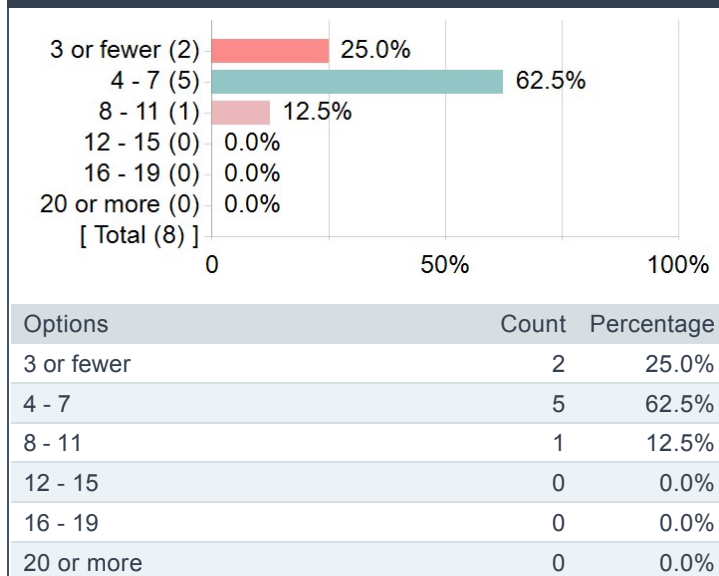 3 or fewer (2) 25.0%
4 - 7 (5) 62.5%
8 - 11 (1) 12.5%
12 - 15 (0) 0.0%
16 - 19 (0) 0.0%
20 or more (0) 0.0%
[ Total (8) ]
0 50% 100%
Options Count Percentage
3 or fewer 2 25.0%
4 - 7 5 62.5%
8 - 11 1 12.5%
12 - 15 0 0.0%
16 - 19 0 0.0%
20 or more 0 0.0%